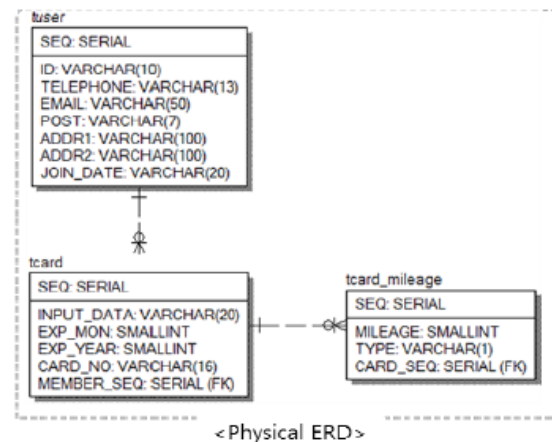 tuser
SEQ: SERIAL
ID: VARCHAR(10)
TELEPHONE: VARCHAR(13)
EMAIL: VARCHAR(50)
POST: VARCHAR(7)
ADDR1: VARCHAR(100)
ADDR2: VARCHAR(100)
JOIN_DATE: VARCHAR(20)
tcard
SEQ: SERIAL
INPUT_DATA: VARCHAR(20)
EXP_MON: SMALLINT
EXP_YEAR: SMALLINT
CARD_NO: VARCHAR(16)
MEMBER_SEQ: SERIAL (FK)
tcard_mileage
SEQ: SERIAL
MILEAGE: SMALLINT
TYPE: VARCHAR(1)
CARD_SEQ: SERIAL (FK)
<Physical ERD>